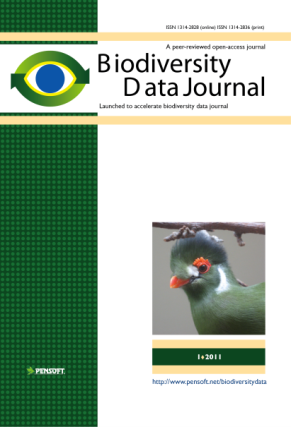 ISSN 1314-2828 (online) ISSN 1314-2836 (print)
A peer-reviewed open-access journal
Biodiversity
Data Journal
Launched to accelerate biodiversity data journal
1♦2011
PENSOFT
http://www.pensoft.net/biodiversitydata